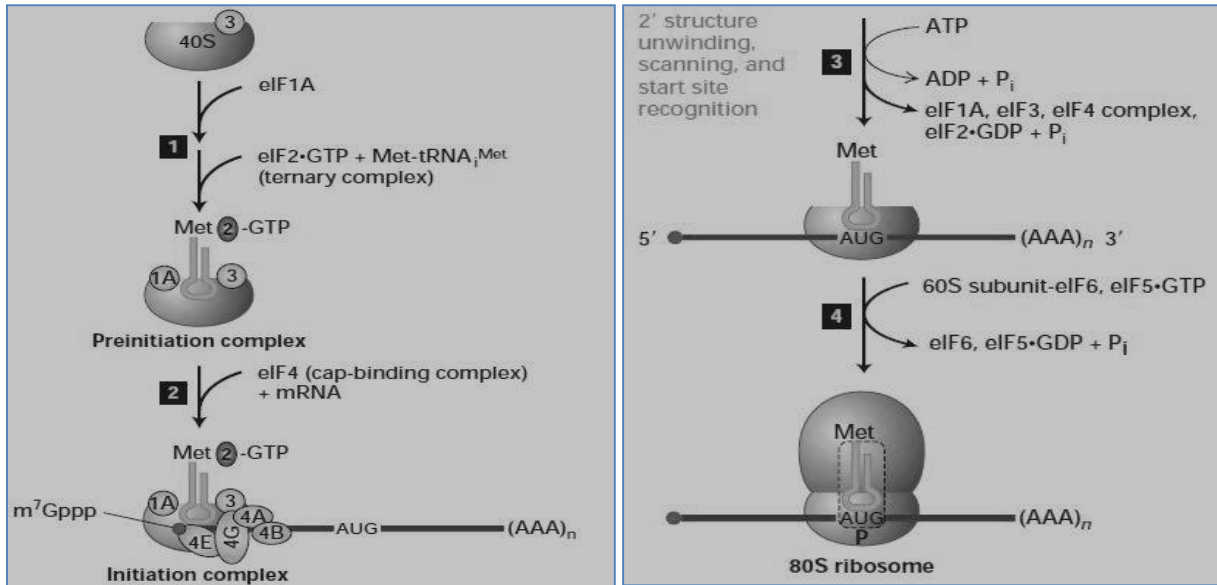 3
40S
eIF1A
1
eIF2•GTP + Met-tRNAᵢᴹᵉᵗ
(ternary complex)
Met 2 -GTP
1A 3
Preinitiation complex
2
eIF4 (cap-binding complex)
+ mRNA
Met 2 -GTP
1A 3 4A
m⁷Gppp
4E 4G 4B AUG (AAA)ₙ
Initiation complex
2′ structure
unwinding,
scanning, and
start site
recognition
3
ATP
ADP + Pᵢ
eIF1A, eIF3, eIF4 complex,
eIF2•GDP + Pᵢ
Met
5′ AUG (AAA)ₙ 3′
4
60S subunit-eIF6, eIF5•GTP
eIF6, eIF5•GDP + Pᵢ
Met
AUG (AAA)ₙ
P
80S ribosome